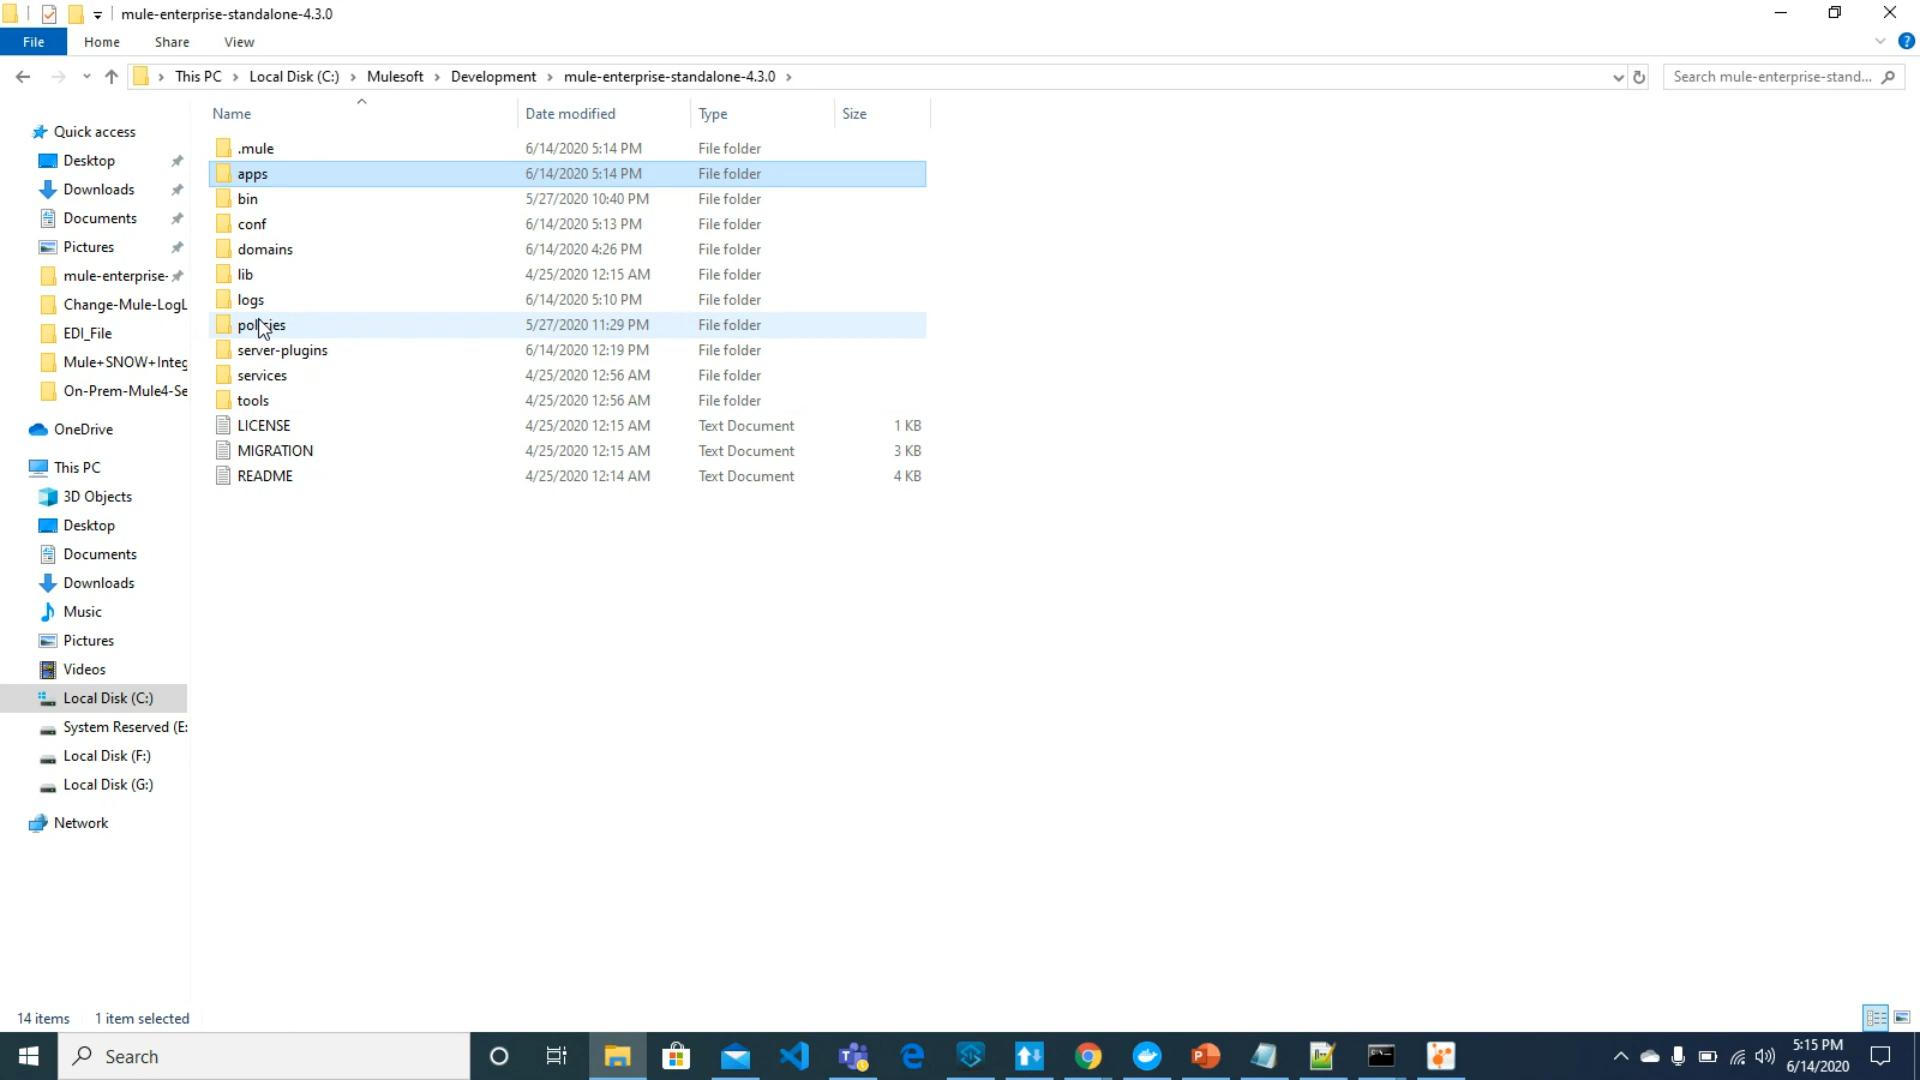 mule-enterprise-standalone-4.3.0
File Home Share View
This PC Local Disk (C:) Mulesoft Development mule-enterprise-standalone-4.3.0
Search mule-enterprise-stand...
Name Date modified Type Size
Quick access
Desktop
Downloads
Documents
Pictures
mule-enterprise-
Change-Mule-LogL
EDI_File
Mule+SNOW+Integ
On-Prem-Mule4-Se
OneDrive
This PC
3D Objects
Desktop
Documents
Downloads
Music
Pictures
Videos
Local Disk (C:)
System Reserved (E:
Local Disk (F:)
Local Disk (G:)
Network
.mule 6/14/2020 5:14 PM File folder
apps 6/14/2020 5:14 PM File folder
bin 5/27/2020 10:40 PM File folder
conf 6/14/2020 5:13 PM File folder
domains 6/14/2020 4:26 PM File folder
lib 4/25/2020 12:15 AM File folder
logs 6/14/2020 5:10 PM File folder
policies 5/27/2020 11:29 PM File folder
server-plugins 6/14/2020 12:19 PM File folder
services 4/25/2020 12:56 AM File folder
tools 4/25/2020 12:56 AM File folder
LICENSE 4/25/2020 12:15 AM Text Document 1 KB
MIGRATION 4/25/2020 12:15 AM Text Document 3 KB
README 4/25/2020 12:14 AM Text Document 4 KB
14 items 1 item selected
Search
5:15 PM
6/14/2020